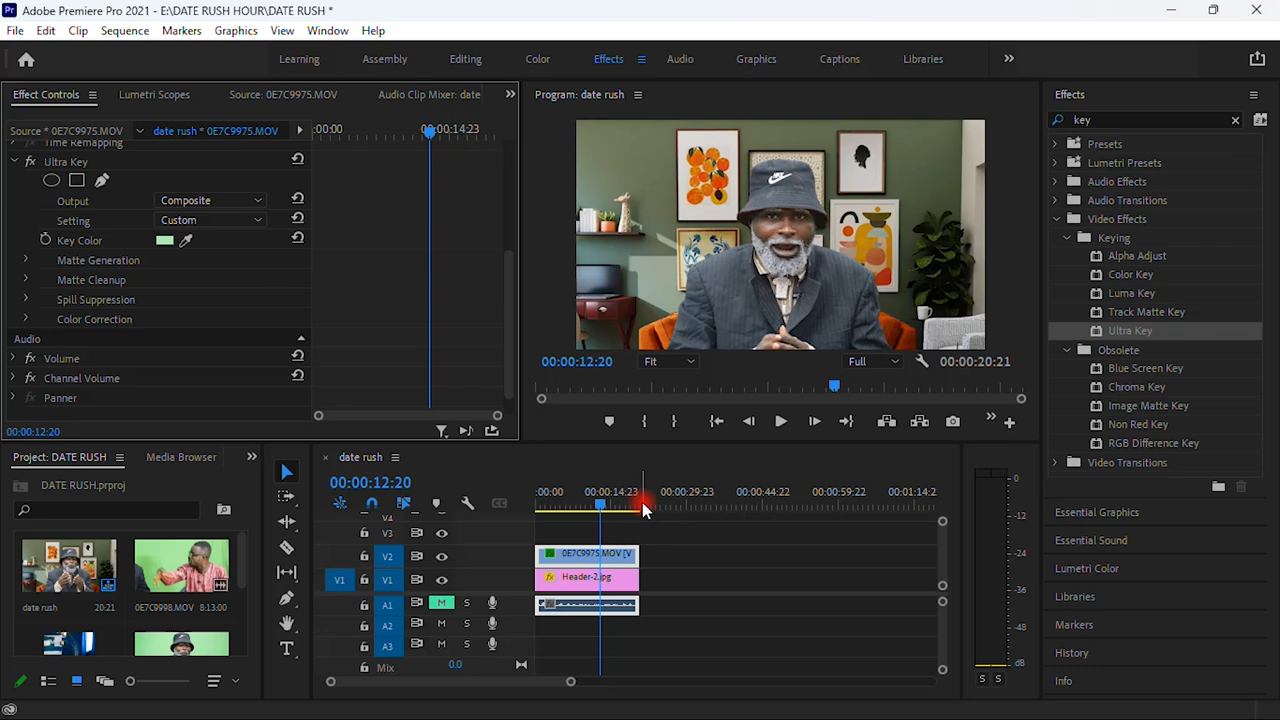 Adobe Premiere Pro 2021 - E:\DATE RUSH HOUR\DATE RUSH *
File Edit Clip Sequence Markers Graphics View Window Help
Learning Assembly Editing Color Effects Audio Graphics Captions Libraries
Effect Controls Lumetri Scopes Source: 0E7C9975.MOV Audio Clip Mixer: date
Program: date rush
Effects
Source * 0E7C9975.MOV date rush * 0E7C9975.MOV :00:00 00:00:14:23
key
Time Remapping
fx Ultra Key
Output Composite
Setting Custom
Key Color
Matte Generation
Matte Cleanup
Spill Suppression
Color Correction
Audio
fx Volume
fx Channel Volume
fx Panner
00:00:12:20
00:00:12:20 Fit Full 00:00:20:21
Presets
Lumetri Presets
Audio Effects
Audio Transitions
Video Effects
Keying
Alpha Adjust
Color Key
Luma Key
Track Matte Key
Ultra Key
Obsolete
Blue Screen Key
Chroma Key
Image Matte Key
Non Red Key
RGB Difference Key
Video Transitions
Essential Graphics
Essential Sound
Lumetri Color
Libraries
Markers
History
Info
Project: DATE RUSH Media Browser
DATE RUSH.prproj
date rush 20:21 0E7C9998.MOV 8:13:00
date rush
00:00:12:20
:00:00 00:00:14:23 00:00:29:23 00:00:44:22 00:00:59:22 00:01:14:2
V4
V3
V2 0E7C9975.MOV [V
V1 V1 fx Header-2.jpg
A1 M S
A2 M S
A3 M S
Mix 0.0
0
-12
-24
-36
-48
dB
S S